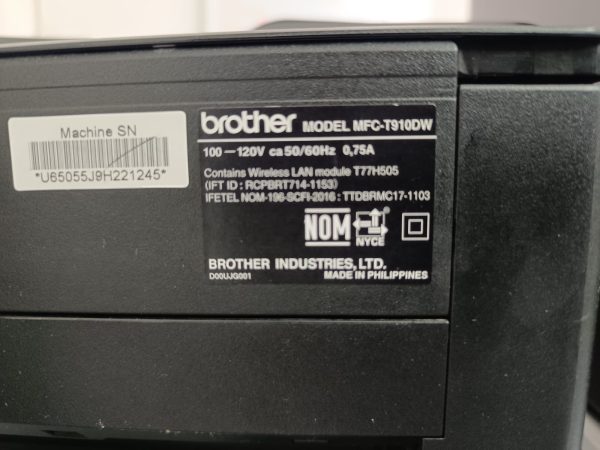 Machine SN
*U65055J9H221245*
brother MODEL MFC-T910DW
100 — 120V ca 50/60Hz 0,75A
Contains Wireless LAN module T77H505
(IFT ID : RCPBRT714-1153)
IFETEL NOM-196-SCFI-2016 : TTDBRMC17-1103
NOM
NYCE
BROTHER INDUSTRIES, LTD.
D00UJG001 MADE IN PHILIPPINES